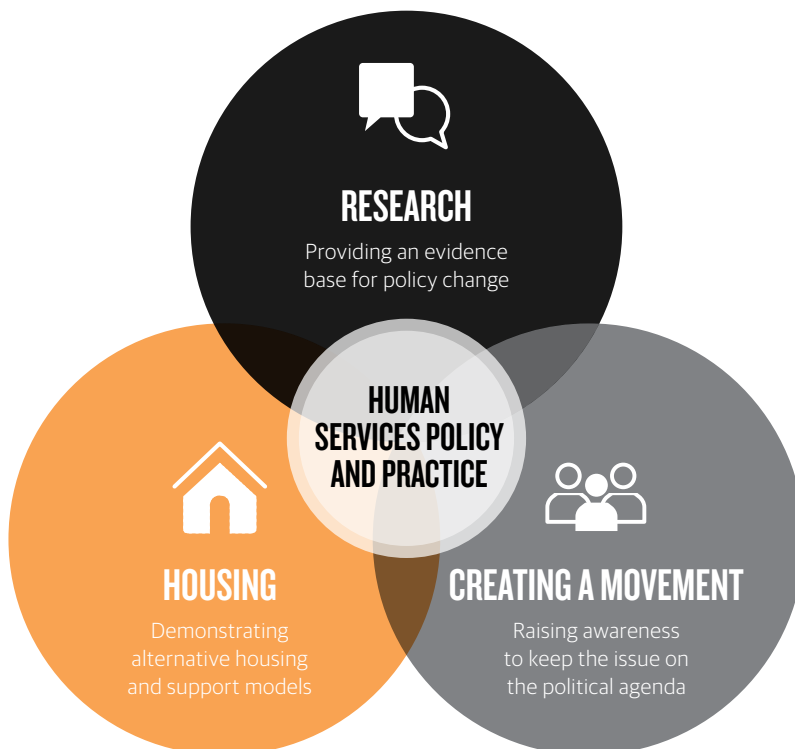 RESEARCH
Providing an evidence
base for policy change
HUMAN
SERVICES POLICY
AND PRACTICE
HOUSING
Demonstrating
alternative housing
and support models
CREATING A MOVEMENT
Raising awareness
to keep the issue on
the political agenda